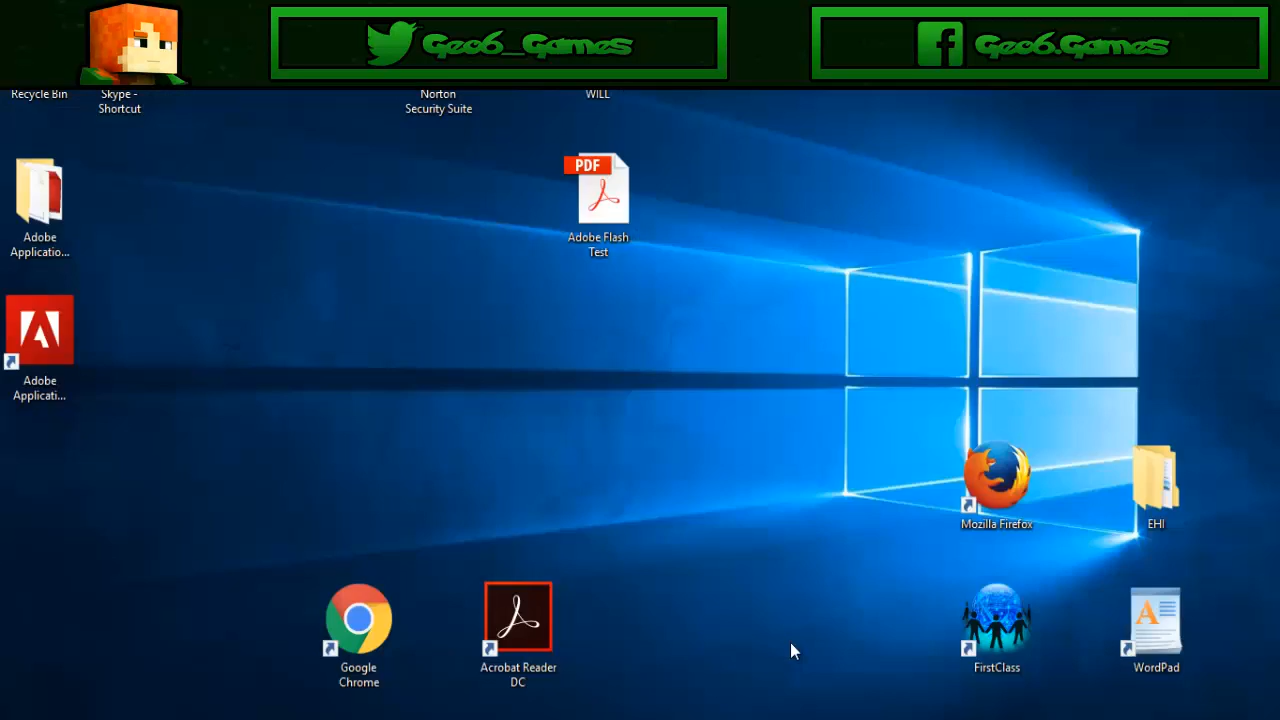 Geo6_Games
Geo6.Games
Recycle Bin
Skype -
Shortcut
Norton
Security Suite
WILL
PDF
Adobe
Applicatio...
Adobe Flash
Test
Adobe
Applicati...
Mozilla Firefox
EHI
Google
Chrome
Acrobat Reader
DC
FirstClass
A
WordPad